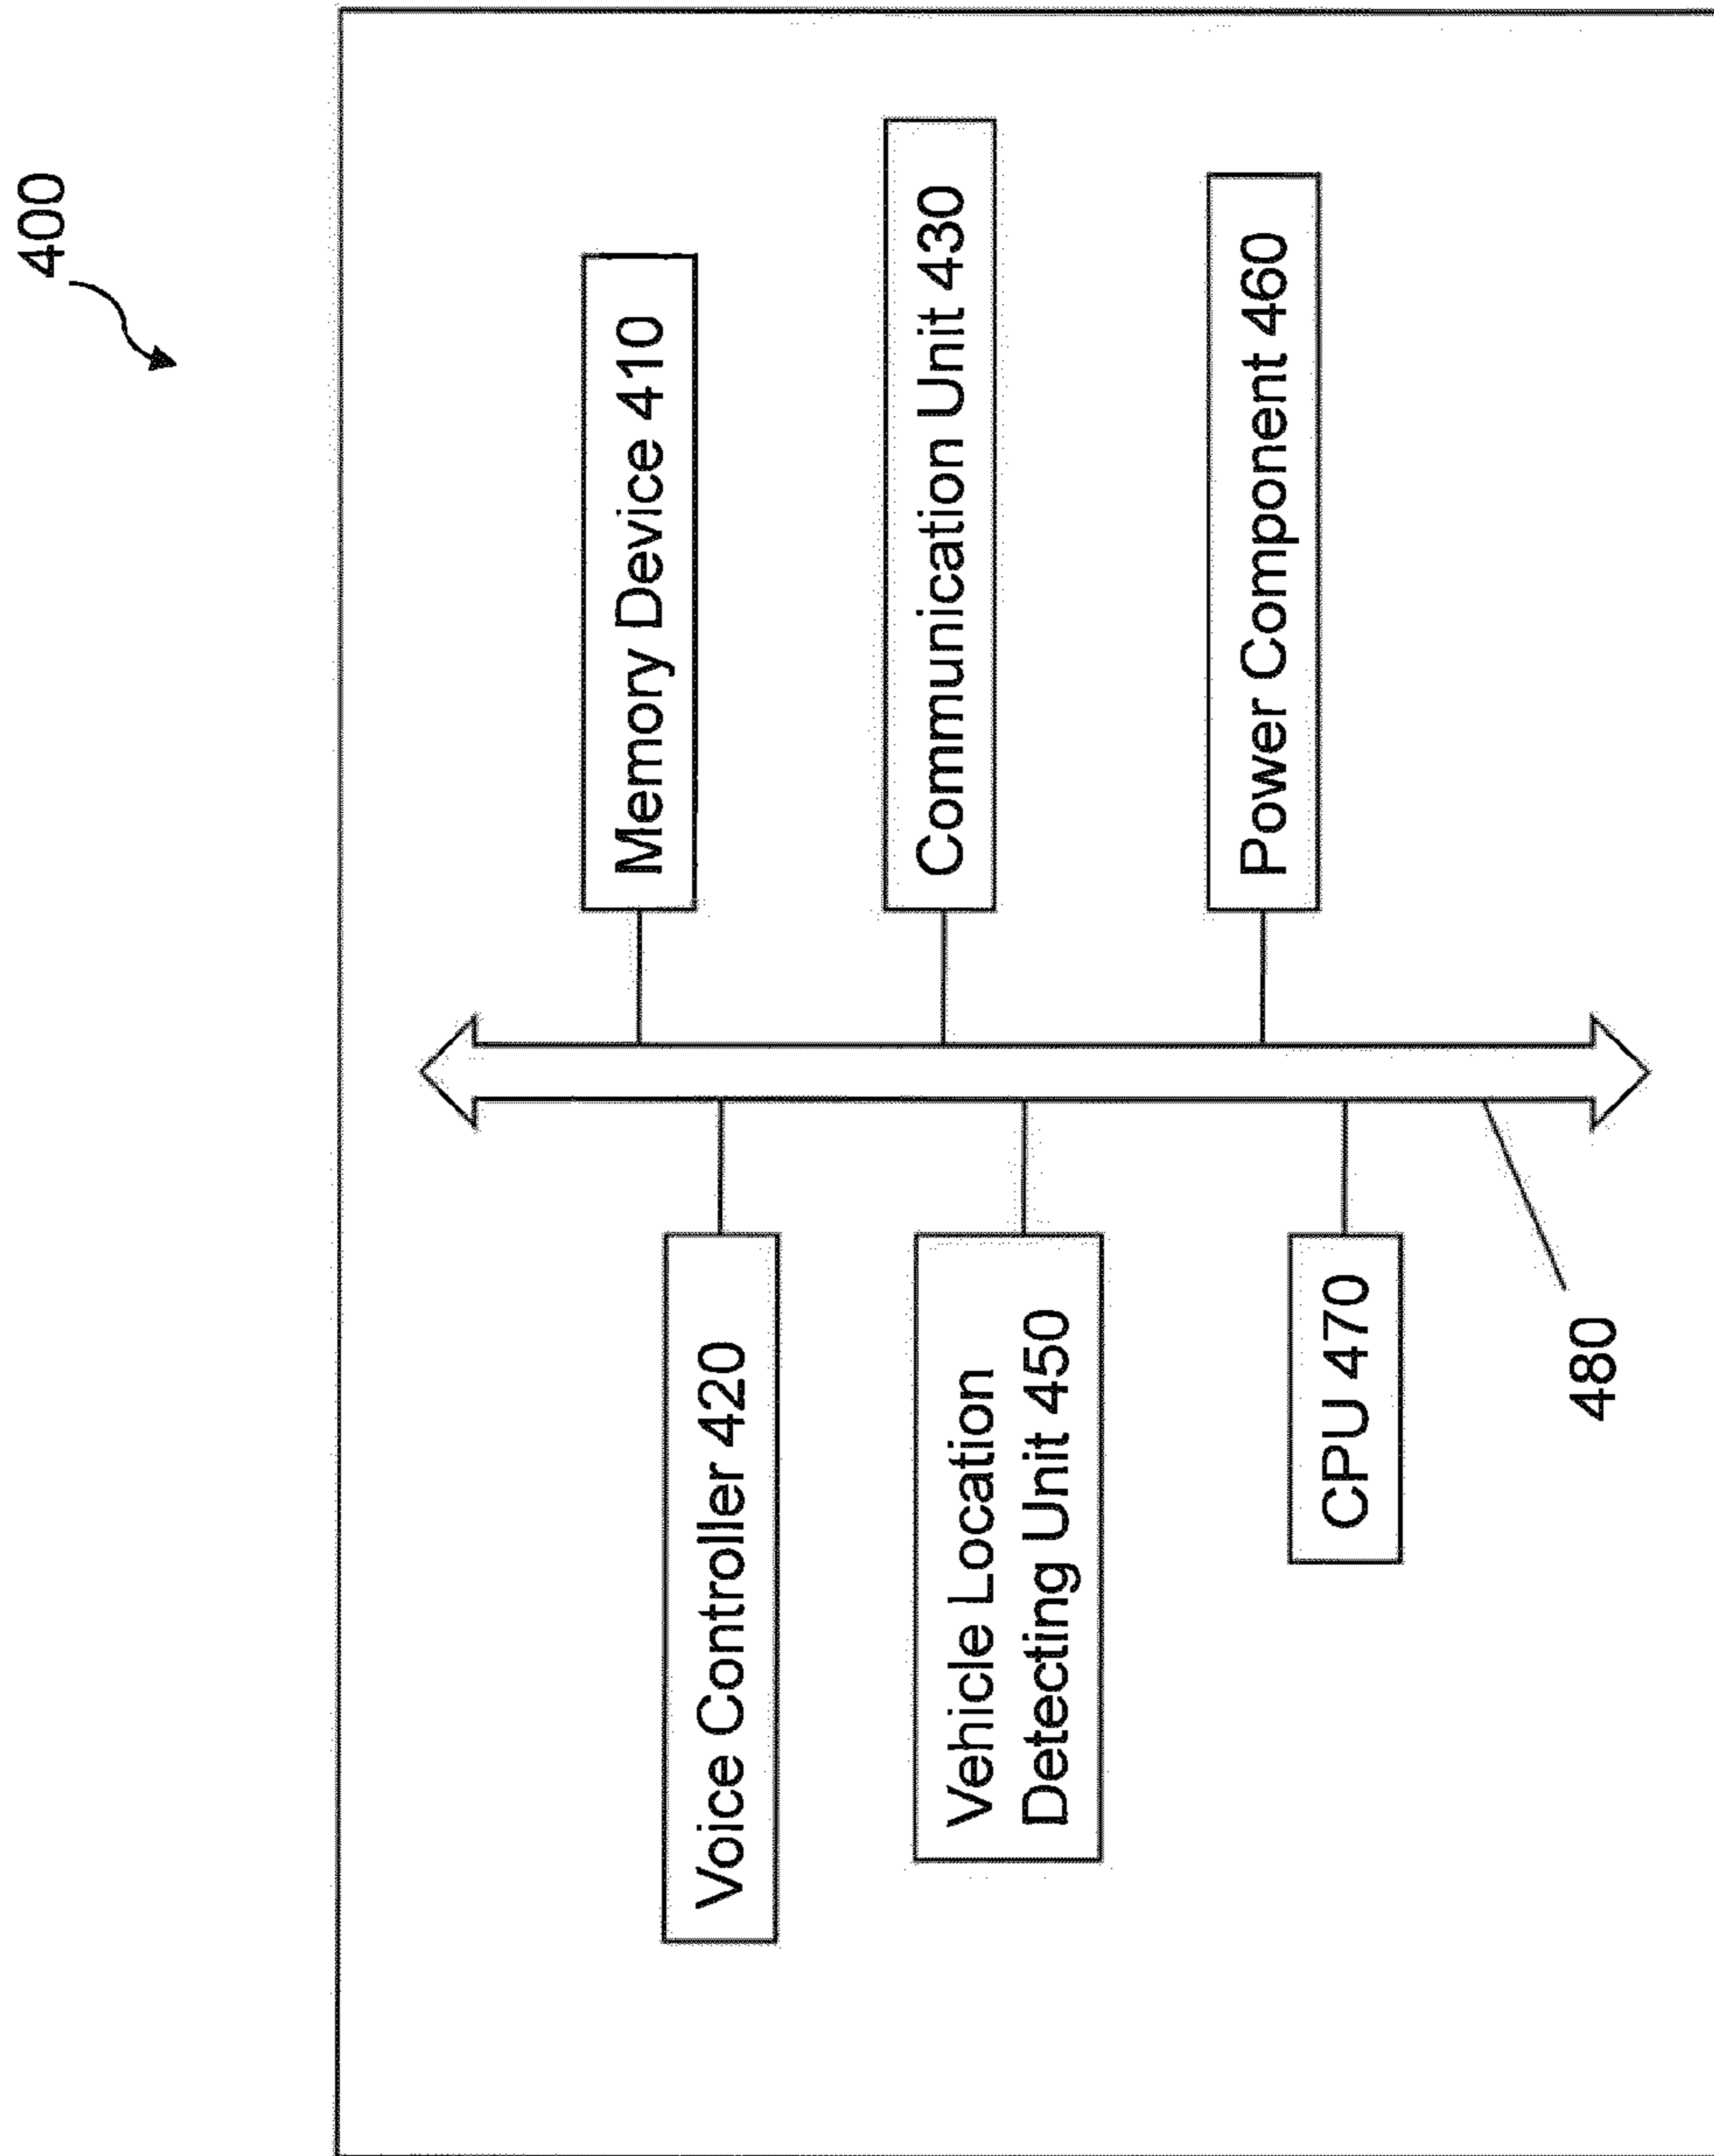 400
Voice Controller 420
Memory Device 410
Vehicle Location
Detecting Unit 450
Communication Unit 430
CPU 470
Power Component 460
480